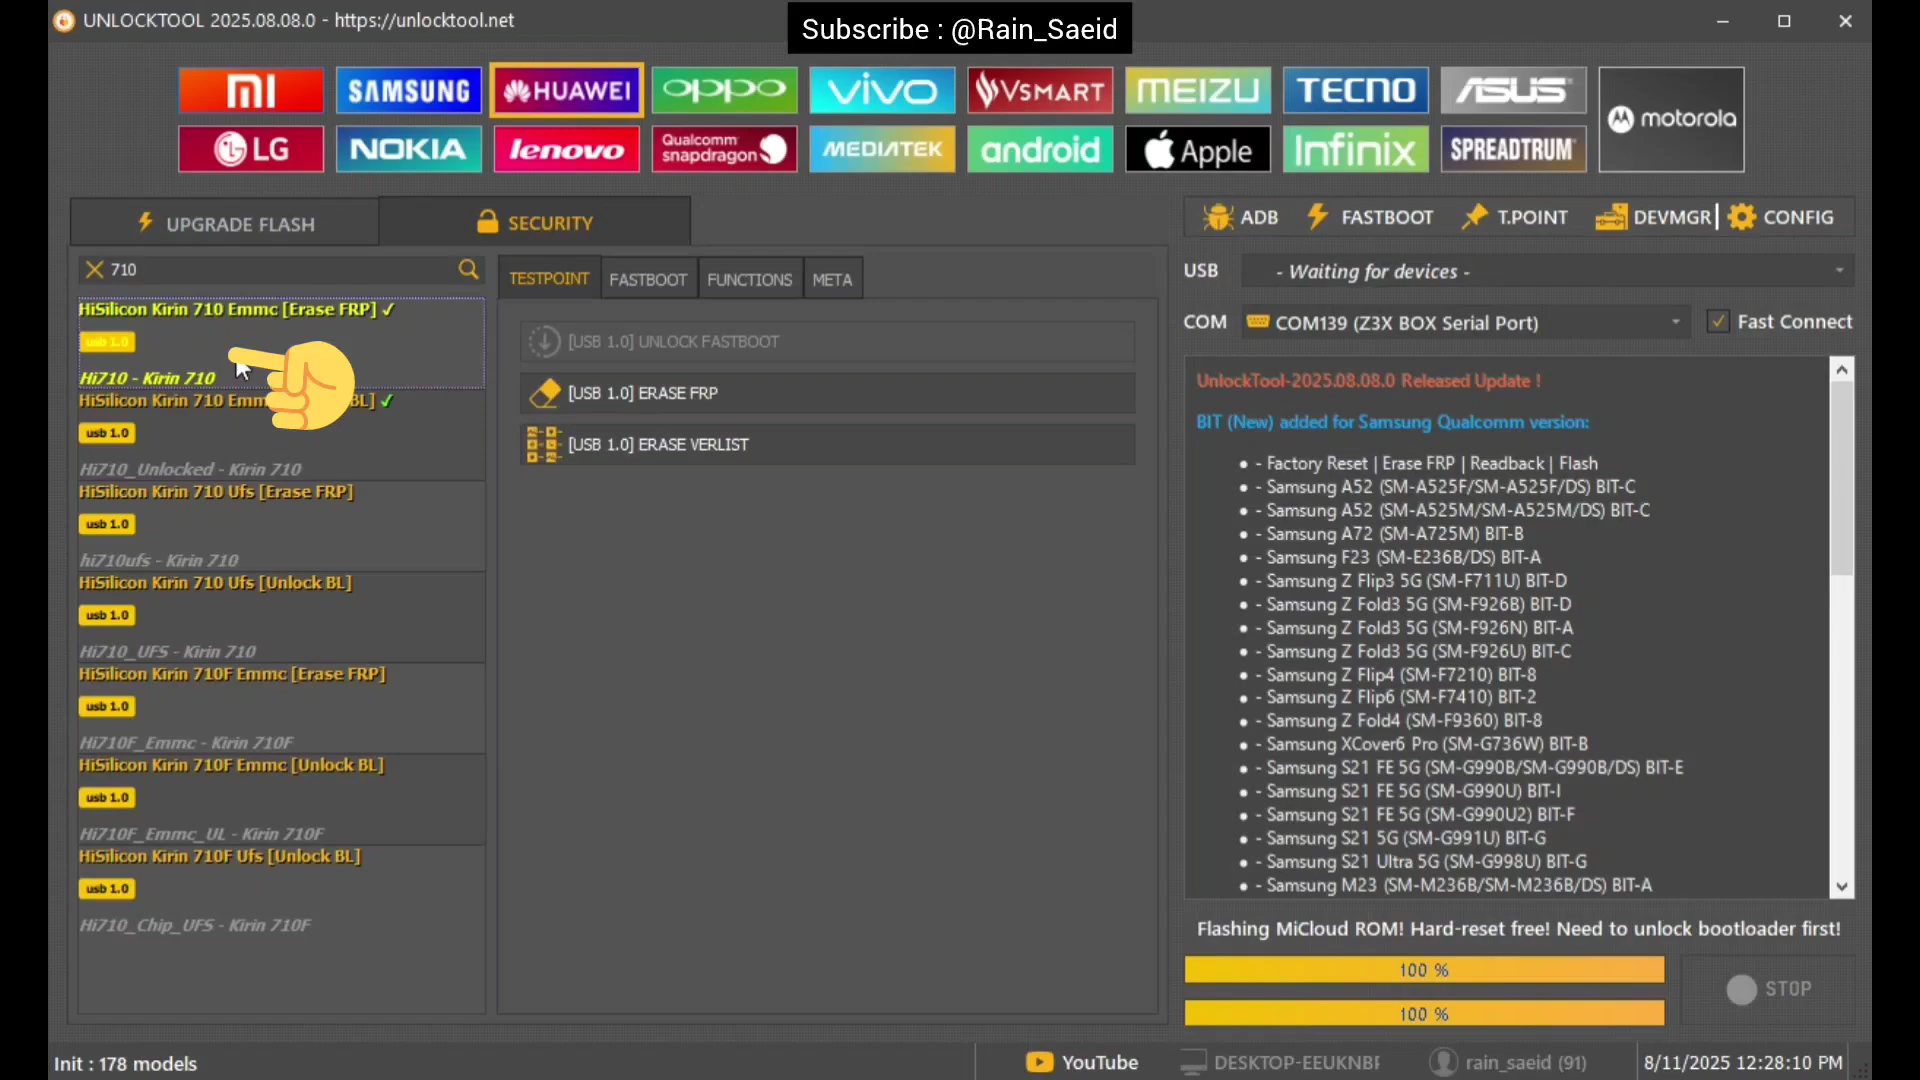 UNLOCKTOOL 2025.08.08.0 - https://unlocktool.net
Subscribe : @Rain_Saeid
MI
SAMSUNG
HUAWEI
oppo
vivo
VSMART
MEIZU
TECNO
ASUS
motorola
LG
NOKIA
lenovo
Qualcomm
snapdragon
MEDIATEK
android
Apple
Infinix
SPREADTRUM
UPGRADE FLASH
SECURITY
ADB
FASTBOOT
T.POINT
DEVMGR
CONFIG
710
TESTPOINT
FASTBOOT
FUNCTIONS
META
USB
- Waiting for devices -
COM
COM139 (Z3X BOX Serial Port)
Fast Connect
HiSilicon Kirin 710 Emmc [Erase FRP] ✓
usb 1.0
Hi710 - Kirin 710
HiSilicon Kirin 710 BL] ✓
usb 1.0
Hi710_Unlocked - Kirin 710
HiSilicon Kirin 710 Ufs [Erase FRP]
usb 1.0
hi710ufs - Kirin 710
HiSilicon Kirin 710 Ufs [Unlock BL]
usb 1.0
Hi710_UFS - Kirin 710
HiSilicon Kirin 710F Emmc [Erase FRP]
usb 1.0
Hi710F_Emmc - Kirin 710F
HiSilicon Kirin 710F Emmc [Unlock BL]
usb 1.0
Hi710F_Emmc_UL - Kirin 710F
HiSilicon Kirin 710F Ufs [Unlock BL]
usb 1.0
Hi710_Chip_UFS - Kirin 710F
[USB 1.0] UNLOCK FASTBOOT
[USB 1.0] ERASE FRP
[USB 1.0] ERASE VERLIST
UnlockTool-2025.08.08.0 Released Update !
BIT (New) added for Samsung Qualcomm version:
• - Factory Reset | Erase FRP | Readback | Flash
• - Samsung A52 (SM-A525F/SM-A525F/DS) BIT-C
• - Samsung A52 (SM-A525M/SM-A525M/DS) BIT-C
• - Samsung A72 (SM-A725M) BIT-B
• - Samsung F23 (SM-E236B/DS) BIT-A
• - Samsung Z Flip3 5G (SM-F711U) BIT-D
• - Samsung Z Fold3 5G (SM-F926B) BIT-D
• - Samsung Z Fold3 5G (SM-F926N) BIT-A
• - Samsung Z Fold3 5G (SM-F926U) BIT-C
• - Samsung Z Flip4 (SM-F7210) BIT-8
• - Samsung Z Flip6 (SM-F7410) BIT-2
• - Samsung Z Fold4 (SM-F9360) BIT-8
• - Samsung XCover6 Pro (SM-G736W) BIT-B
• - Samsung S21 FE 5G (SM-G990B/SM-G990B/DS) BIT-E
• - Samsung S21 FE 5G (SM-G990U) BIT-I
• - Samsung S21 FE 5G (SM-G990U2) BIT-F
• - Samsung S21 5G (SM-G991U) BIT-G
• - Samsung S21 Ultra 5G (SM-G998U) BIT-G
• - Samsung M23 (SM-M236B/SM-M236B/DS) BIT-A
Flashing MiCloud ROM! Hard-reset free! Need to unlock bootloader first!
100 %
100 %
STOP
Init : 178 models
YouTube
DESKTOP-EEUKNBF
rain_saeid (91)
8/11/2025 12:28:10 PM